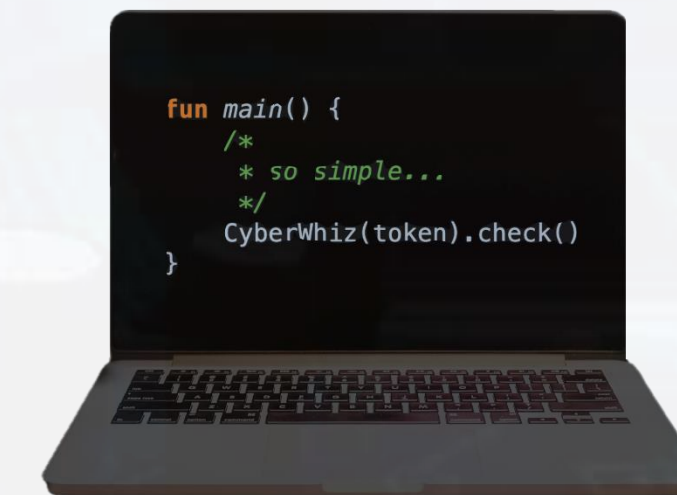 fun main() {
/*
* so simple...
*/
CyberWhiz(token).check()
}